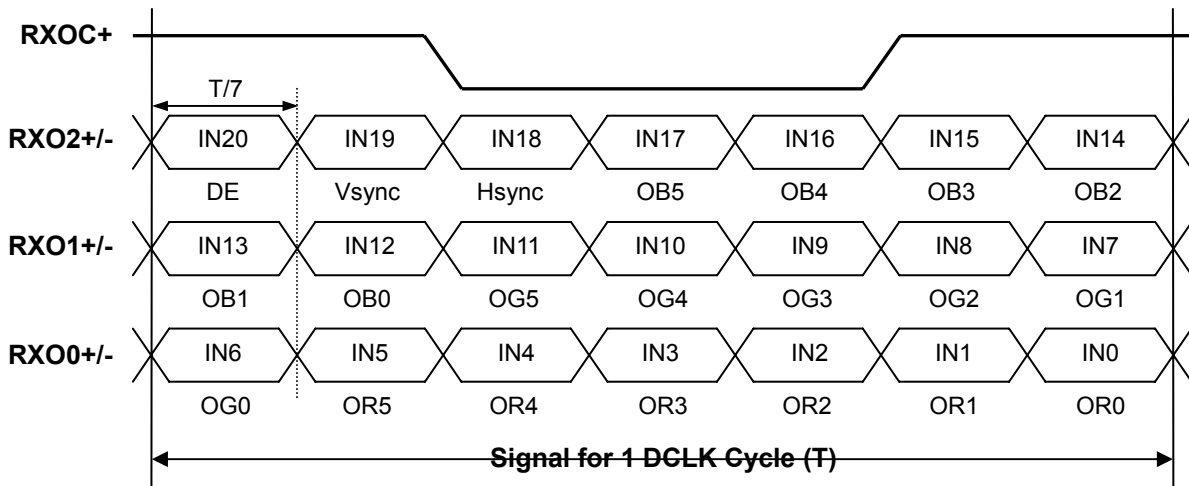 RXOC+
T/7
RXO2+/- IN20 IN19 IN18 IN17 IN16 IN15 IN14
DE Vsync Hsync OB5 OB4 OB3 OB2
RXO1+/- IN13 IN12 IN11 IN10 IN9 IN8 IN7
OB1 OB0 OG5 OG4 OG3 OG2 OG1
RXO0+/- IN6 IN5 IN4 IN3 IN2 IN1 IN0
OG0 OR5 OR4 OR3 OR2 OR1 OR0
Signal for 1 DCLK Cycle (T)